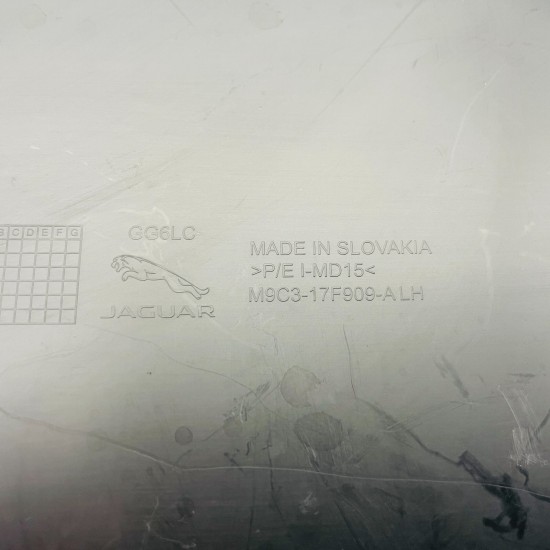 B C D E F G
GG6LC
JAGUAR
MADE IN SLOVAKIA
>P/E I-MD15<
M9C3-17F909-A LH